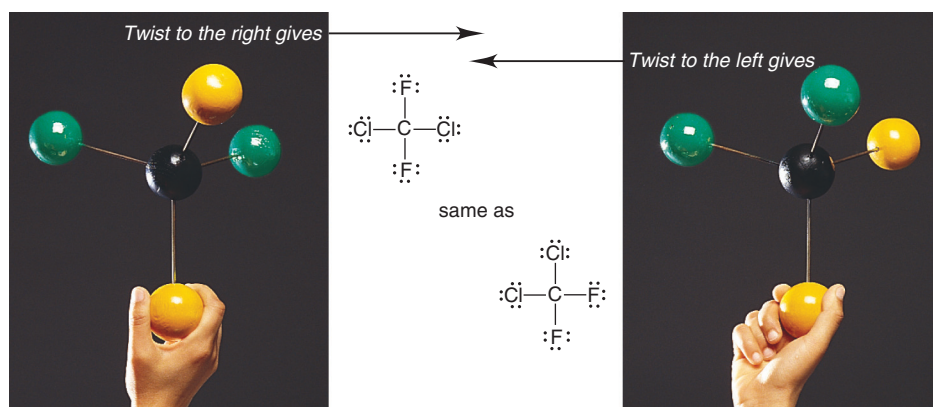 Twist to the right gives
Twist to the left gives
F
Cl C Cl
F
same as
Cl
Cl C F
F